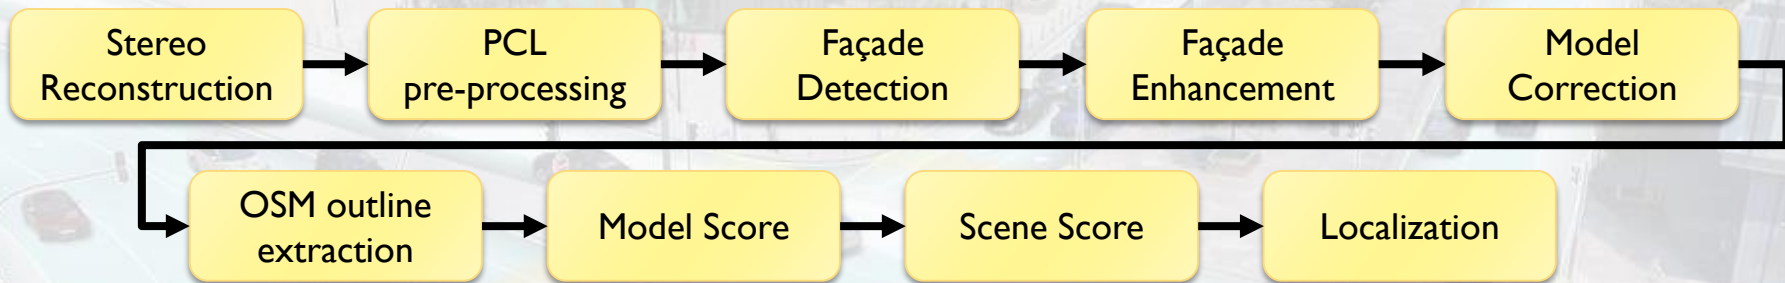 Stereo
Reconstruction
PCL
pre-processing
Façade
Detection
Façade
Enhancement
Model
Correction
OSM outline
extraction
Model Score
Scene Score
Localization